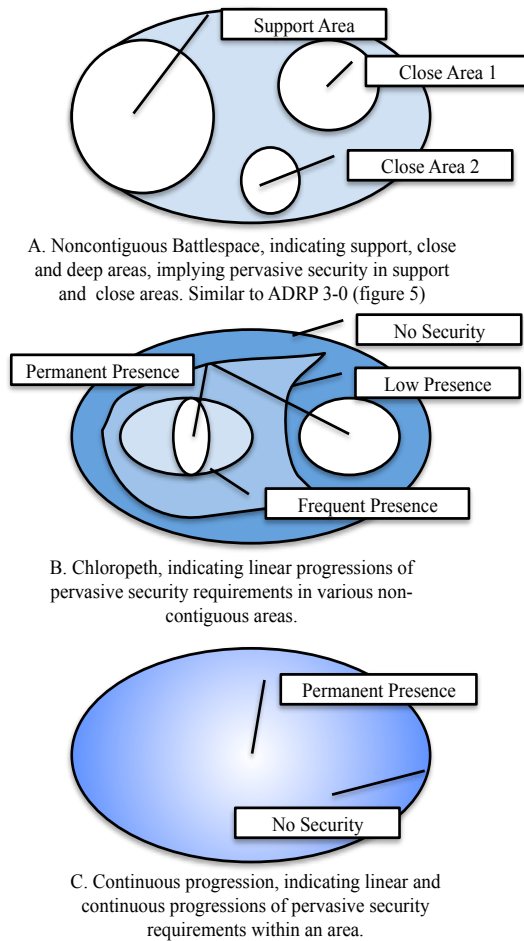 Support Area
Close Area 1
Close Area 2
A. Noncontiguous Battlespace, indicating support, close
and deep areas, implying pervasive security in support
and close areas. Similar to ADRP 3-0 (figure 5)
No Security
Permanent Presence
Low Presence
Frequent Presence
B. Chloropeth, indicating linear progressions of
pervasive security requirements in various non-
contiguous areas.
Permanent Presence
No Security
C. Continuous progression, indicating linear and
continuous progressions of pervasive security
requirements within an area.